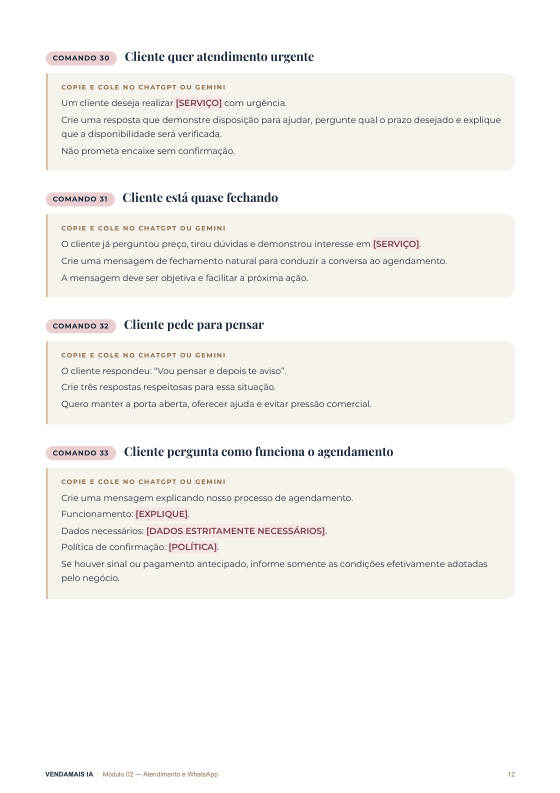 COMANDO 30 Cliente quer atendimento urgente
COPIE E COLE NO CHATGPT OU GEMINI
Um cliente deseja realizar [SERVIÇO] com urgência.
Crie uma resposta que demonstre disposição para ajudar, pergunte qual o prazo desejado e explique
que a disponibilidade será verificada.
Não prometa encaixe sem confirmação.
COMANDO 31 Cliente está quase fechando
COPIE E COLE NO CHATGPT OU GEMINI
O cliente já perguntou preço, tirou dúvidas e demonstrou interesse em [SERVIÇO].
Crie uma mensagem de fechamento natural para conduzir a conversa ao agendamento.
A mensagem deve ser objetiva e facilitar a próxima ação.
COMANDO 32 Cliente pede para pensar
COPIE E COLE NO CHATGPT OU GEMINI
O cliente respondeu: “Vou pensar e depois te aviso”.
Crie três respostas respeitosas para essa situação.
Quero manter a porta aberta, oferecer ajuda e evitar pressão comercial.
COMANDO 33 Cliente pergunta como funciona o agendamento
COPIE E COLE NO CHATGPT OU GEMINI
Crie uma mensagem explicando nosso processo de agendamento.
Funcionamento: [EXPLIQUE].
Dados necessários: [DADOS ESTRITAMENTE NECESSÁRIOS].
Política de confirmação: [POLÍTICA].
Se houver sinal ou pagamento antecipado, informe somente as condições efetivamente adotadas
pelo negócio.
VENDAMAIS IA Módulo 02 — Atendimento e WhatsApp 12